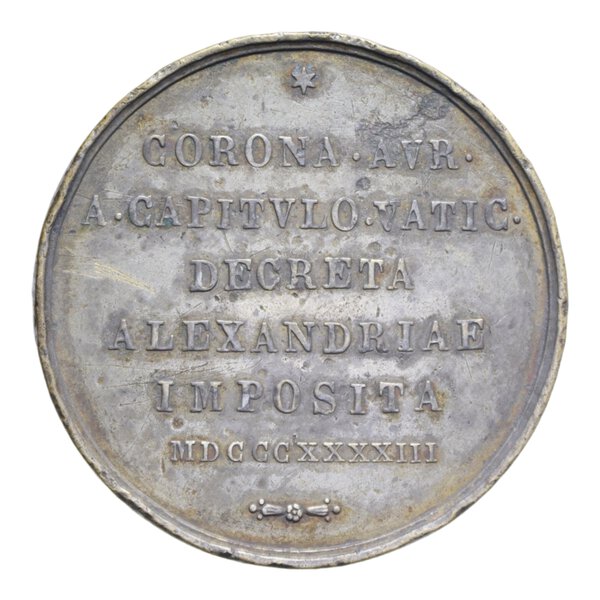 CORONA · AVR ·
A · CAPITVLO · VATIC ·
DECRETA
ALEXANDRIAE
IMPOSITA
MDCCCXXXXIII